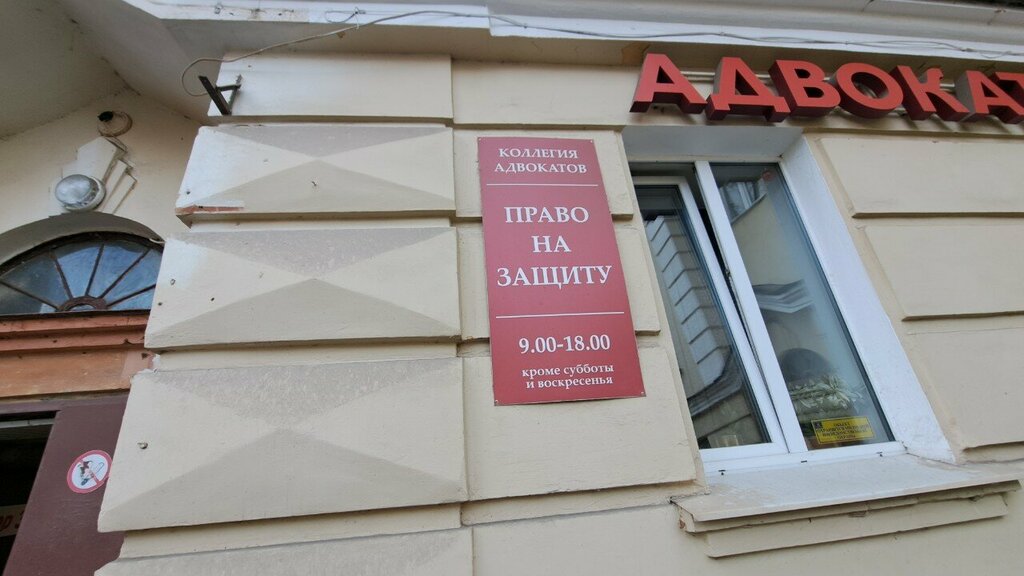 АДВОКАТ
КОЛЛЕГИЯ
АДВОКАТОВ
ПРАВО
НА
ЗАЩИТУ
9.00-18.00
кроме субботы
и воскресенья